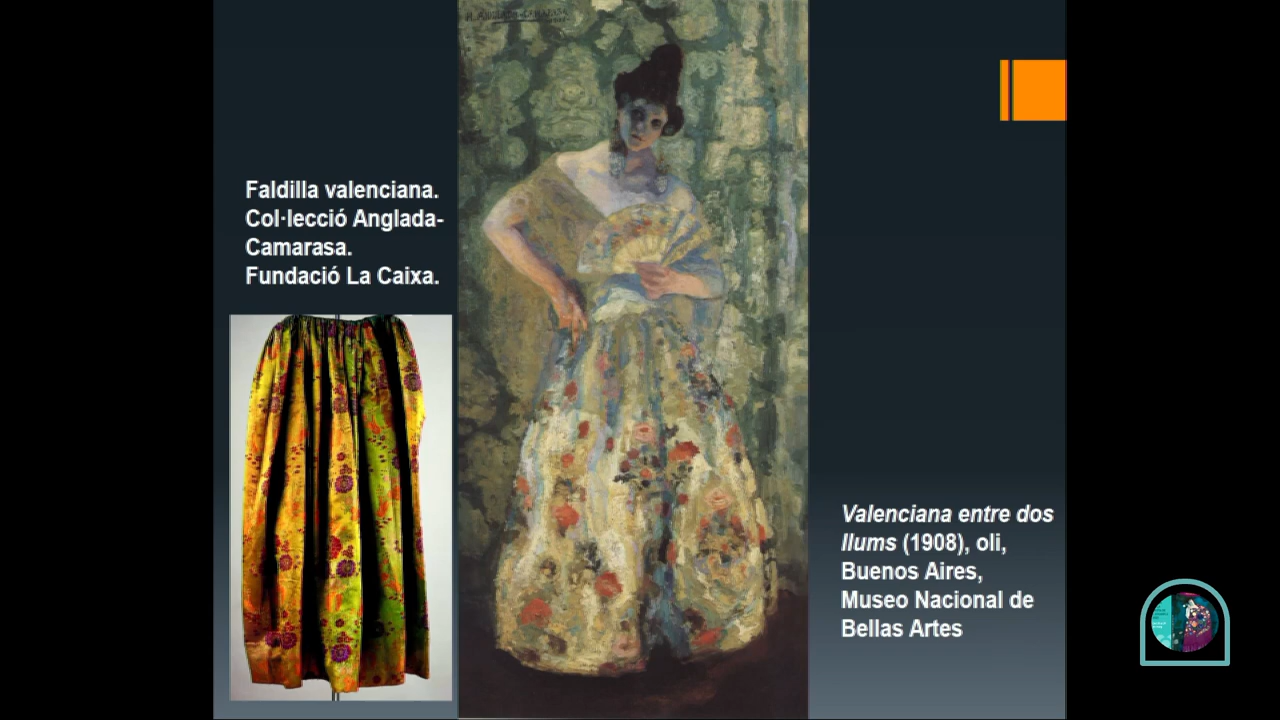 Faldilla valenciana.
Col·lecció Anglada-
Camarasa.
Fundació La Caixa.
Valenciana entre dos
llums (1908), oli,
Buenos Aires,
Museo Nacional de
Bellas Artes